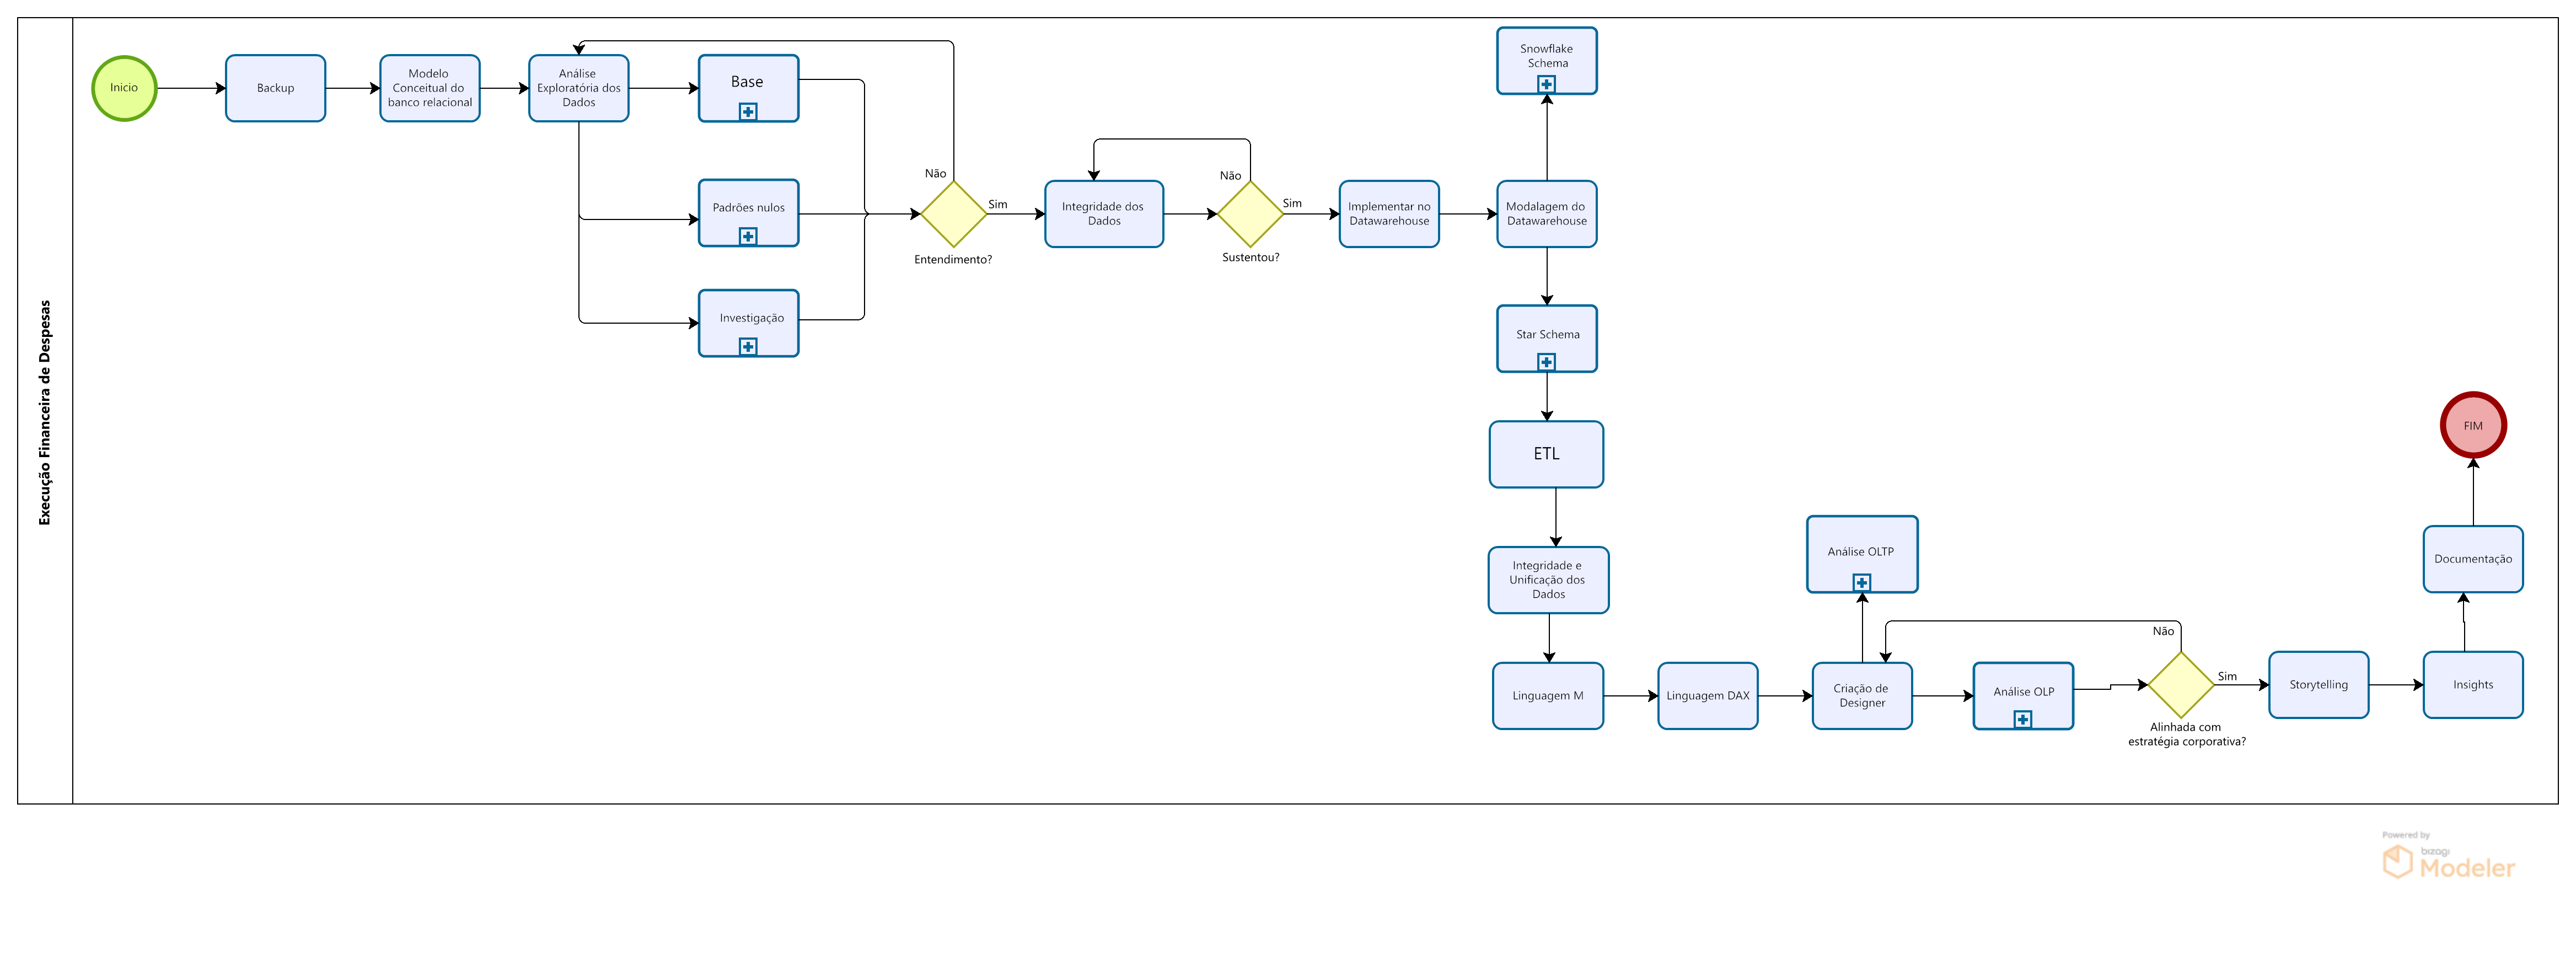 Execução Financeira de Despesas
Inicio
Backup
Modelo
Conceitual do
banco relacional
Análise
Exploratória dos
Dados
Base
Padrões nulos
Investigação
Não
Sim
Entendimento?
Integridade dos
Dados
Não
Sim
Sustentou?
Implementar no
Datawarehouse
Modalagem do
Datawarehouse
Snowflake
Schema
Star Schema
ETL
Integridade e
Unificação dos
Dados
Linguagem M
Linguagem DAX
Criação de
Designer
Análise OLTP
Análise OLP
Não
Sim
Alinhada com
estratégia corporativa?
Storytelling
Insights
Documentação
FIM
Powered by
bizagi
Modeler